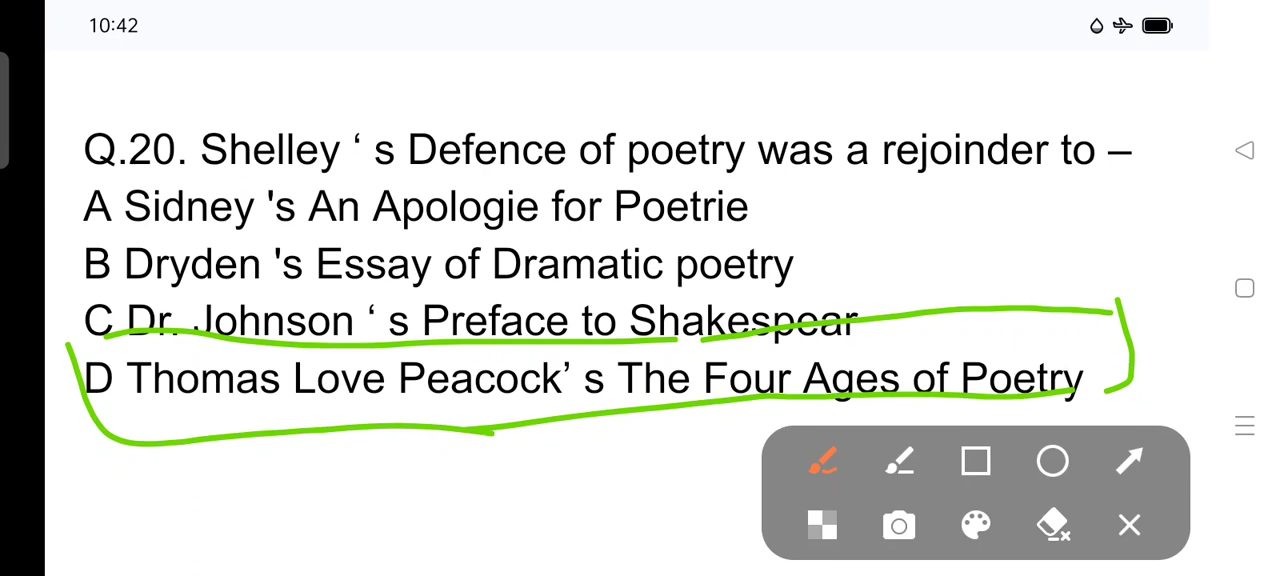 10:42
Q.20. Shelley ‘ s Defence of poetry was a rejoinder to –
A Sidney 's An Apologie for Poetrie
B Dryden 's Essay of Dramatic poetry
C Dr. Johnson ‘ s Preface to Shakespear
D Thomas Love Peacock’ s The Four Ages of Poetry